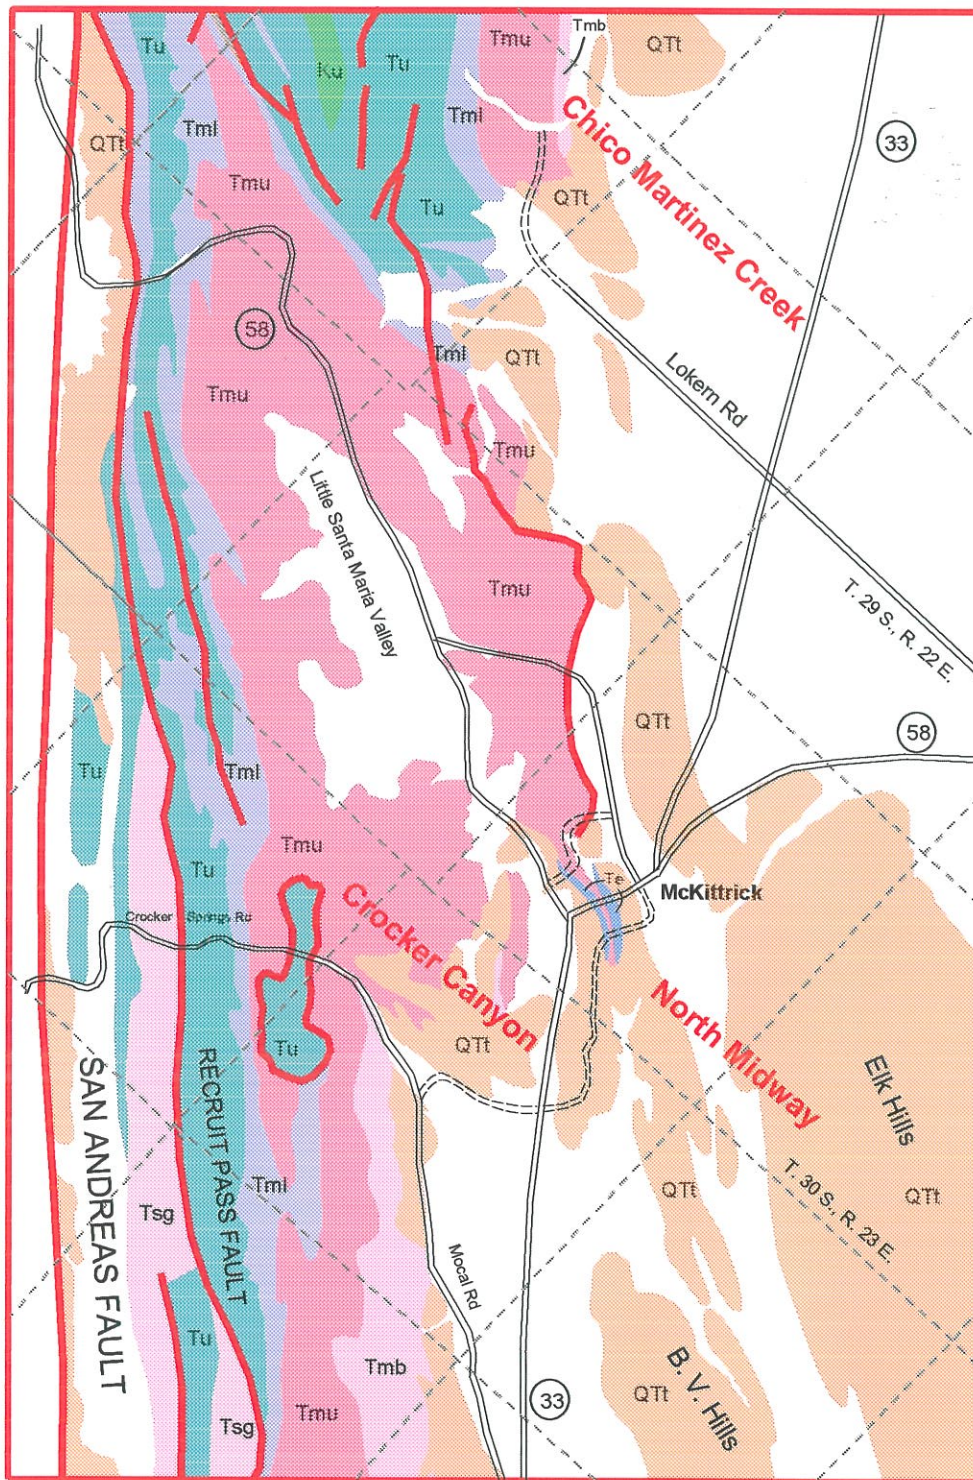 Tmb
Tmu
QTt
Tu
Ku
Tu
33
Tml
Tml
QTt
Tmu
Tu
QTt
Chico Martinez Creek
58
Tml
QTt
Lokern Rd
Tmu
Tmu
Little Santa Maria Valley
Tmu
T. 29 S., R. 22 E.
QTt
58
Tu
Tml
Tmu
Tu
Te
McKittrick
Crocker Springs Rd
Crocker Canyon
North Midway
QTt
Tu
Elk Hills
SAN ANDREAS FAULT
RECRUIT PASS FAULT
Tml
QTt
T. 30 S., R. 23 E.
QTt
Tsg
Mocal Rd
Tu
Tmb
B. V. Hills
QTt
Tmu
Tsg
33